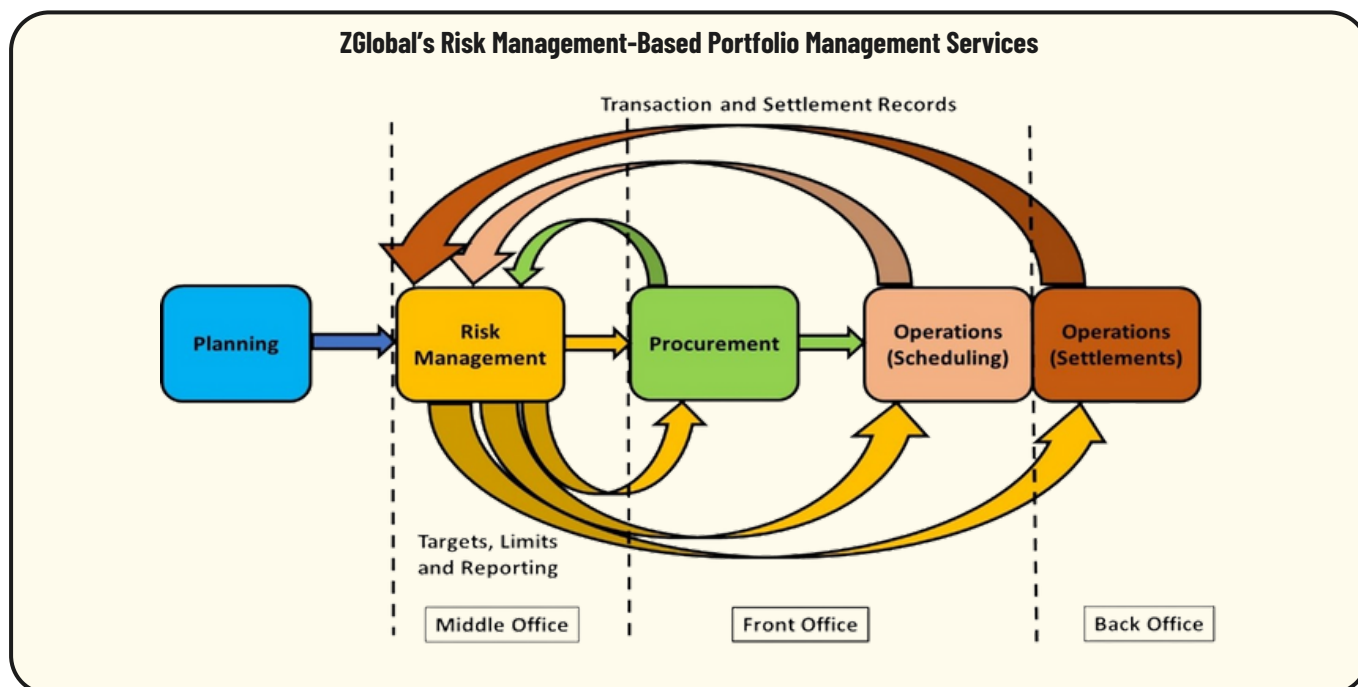 ZGlobal's Risk Management-Based Portfolio Management Services
Transaction and Settlement Records
Planning
Risk
Management
Procurement
Operations
(Scheduling)
Operations
(Settlements)
Targets, Limits
and Reporting
Middle Office
Front Office
Back Office